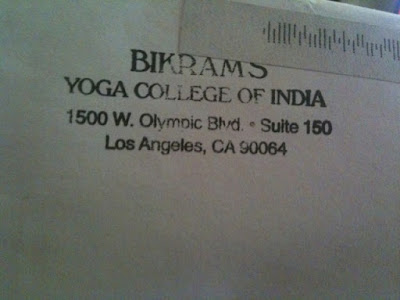 BIKRAM'S
YOGA COLLEGE OF INDIA
1500 W. Olympic Blvd. • Suite 150
Los Angeles, CA 90064